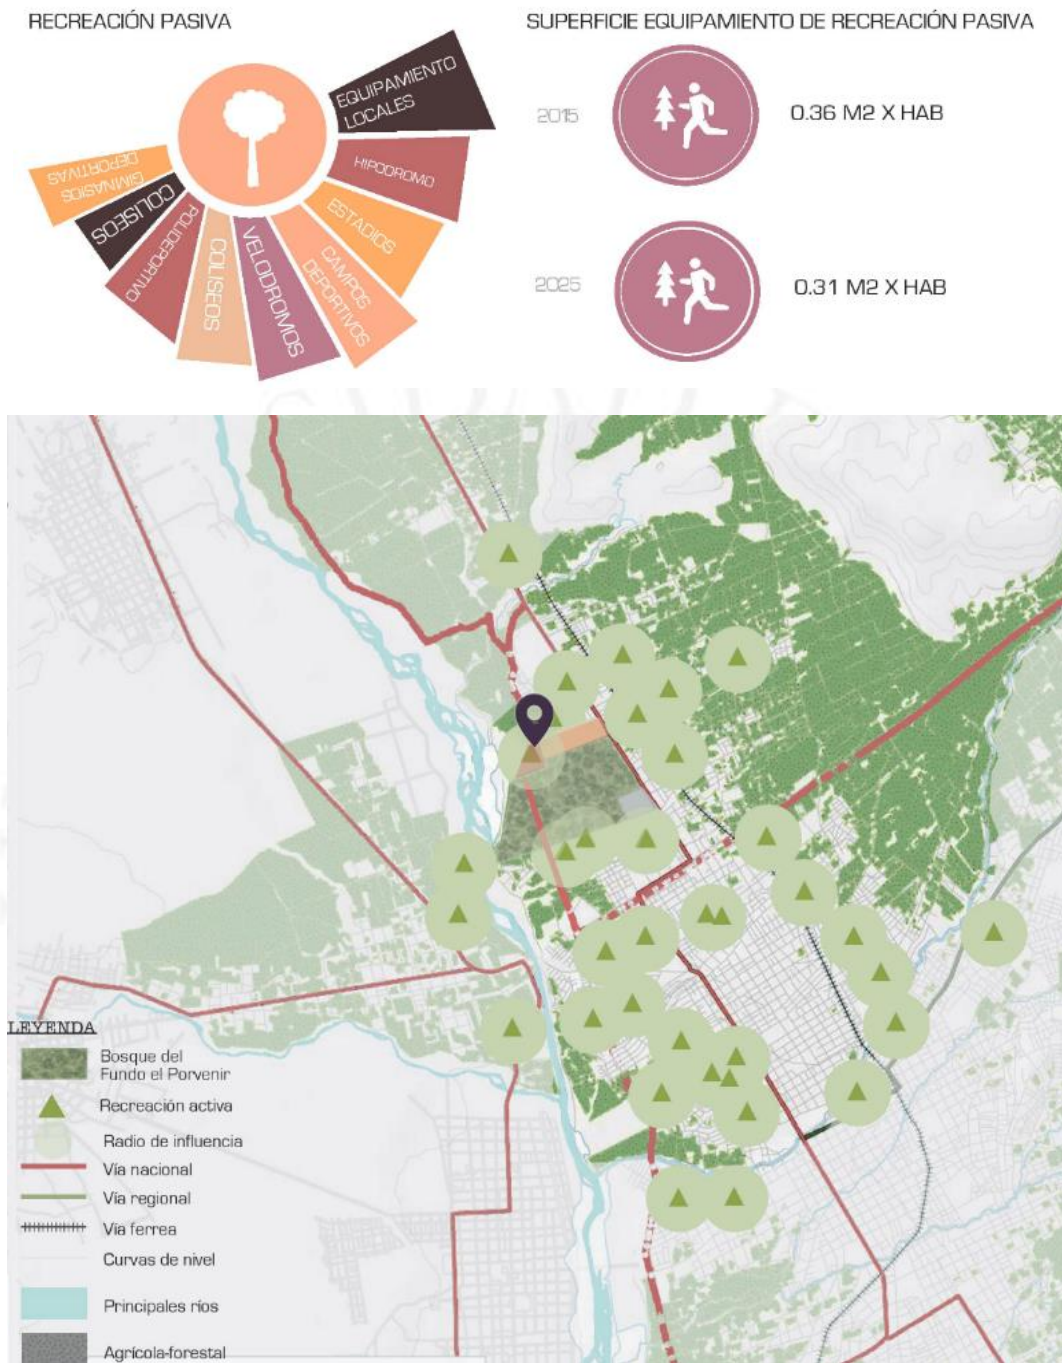 RECREACIÓN PASIVA
SUPERFICIE EQUIPAMIENTO DE RECREACIÓN PASIVA
EQUIPAMIENTO
LOCALES
HIPODROMO
ESTADIOS
CAMPOS
DEPORTIVOS
VELODROMOS
COLISEOS
POLIDEPORTIVO
COLISEOS
GIMNASIOS
DEPORTIVAS
2015
0.36 M2 X HAB
2025
0.31 M2 X HAB
LEYENDA
Bosque del
Fundo el Porvenir
Recreación activa
Radio de influencia
Vía nacional
Vía regional
Vía ferrea
Curvas de nivel
Principales ríos
Agrícola-forestal